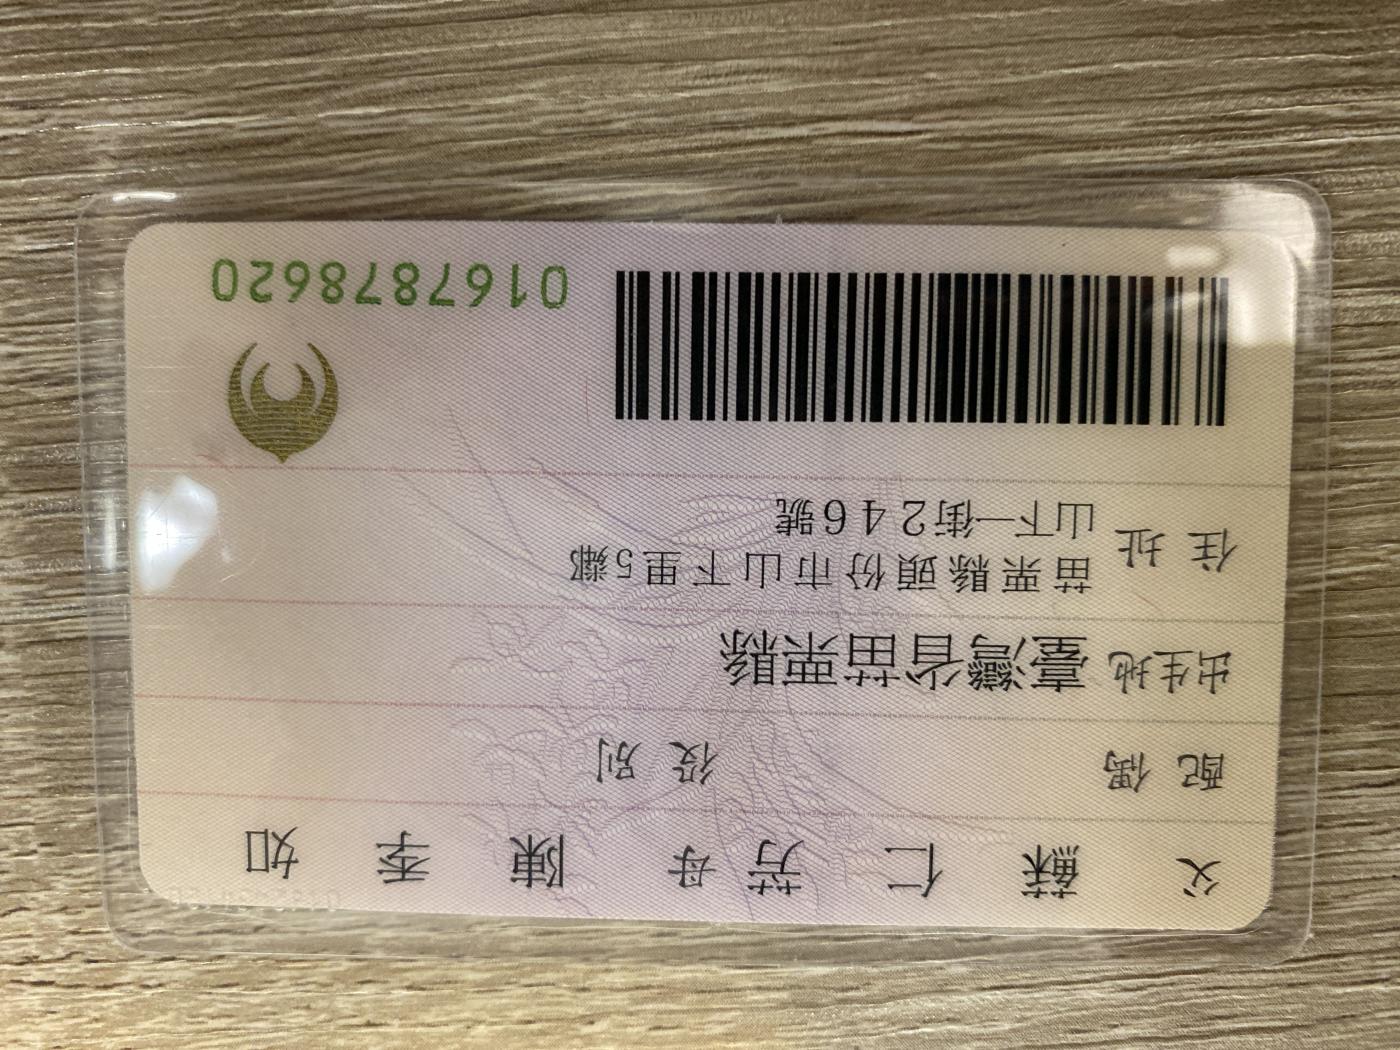 父 蘇仁芳 母 陳季如
配偶 役別
出生地 臺灣省苗栗縣
住址 苗栗縣頭份市山下里5鄰
山下一街246號
0167878620